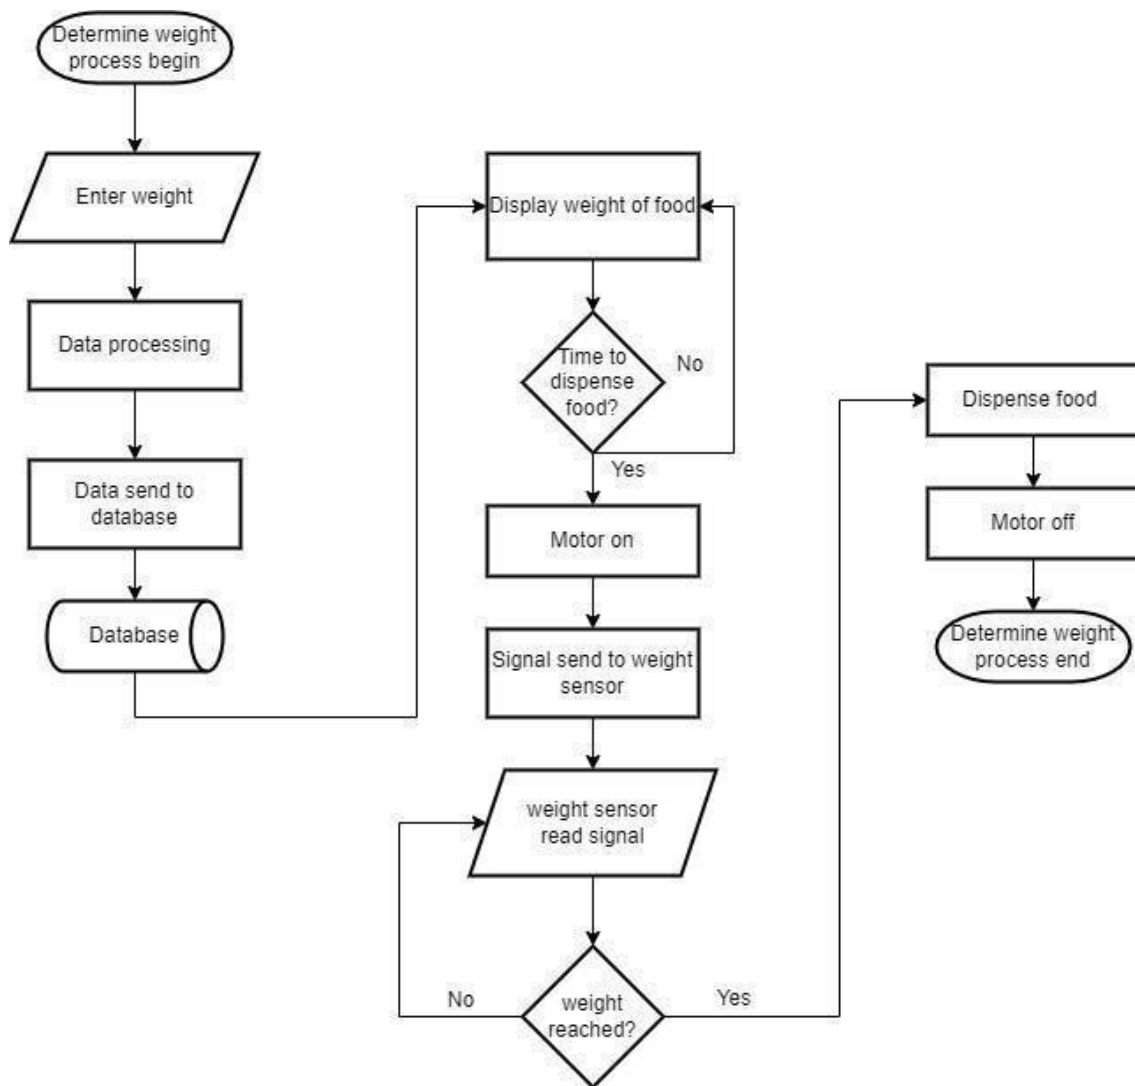 Determine weight
process begin
Enter weight
Data processing
Data send to
database
Database
Display weight of food
Time to
dispense
food?
No
Yes
Motor on
Signal send to weight
sensor
weight sensor
read signal
weight
reached?
No
Yes
Dispense food
Motor off
Determine weight
process end